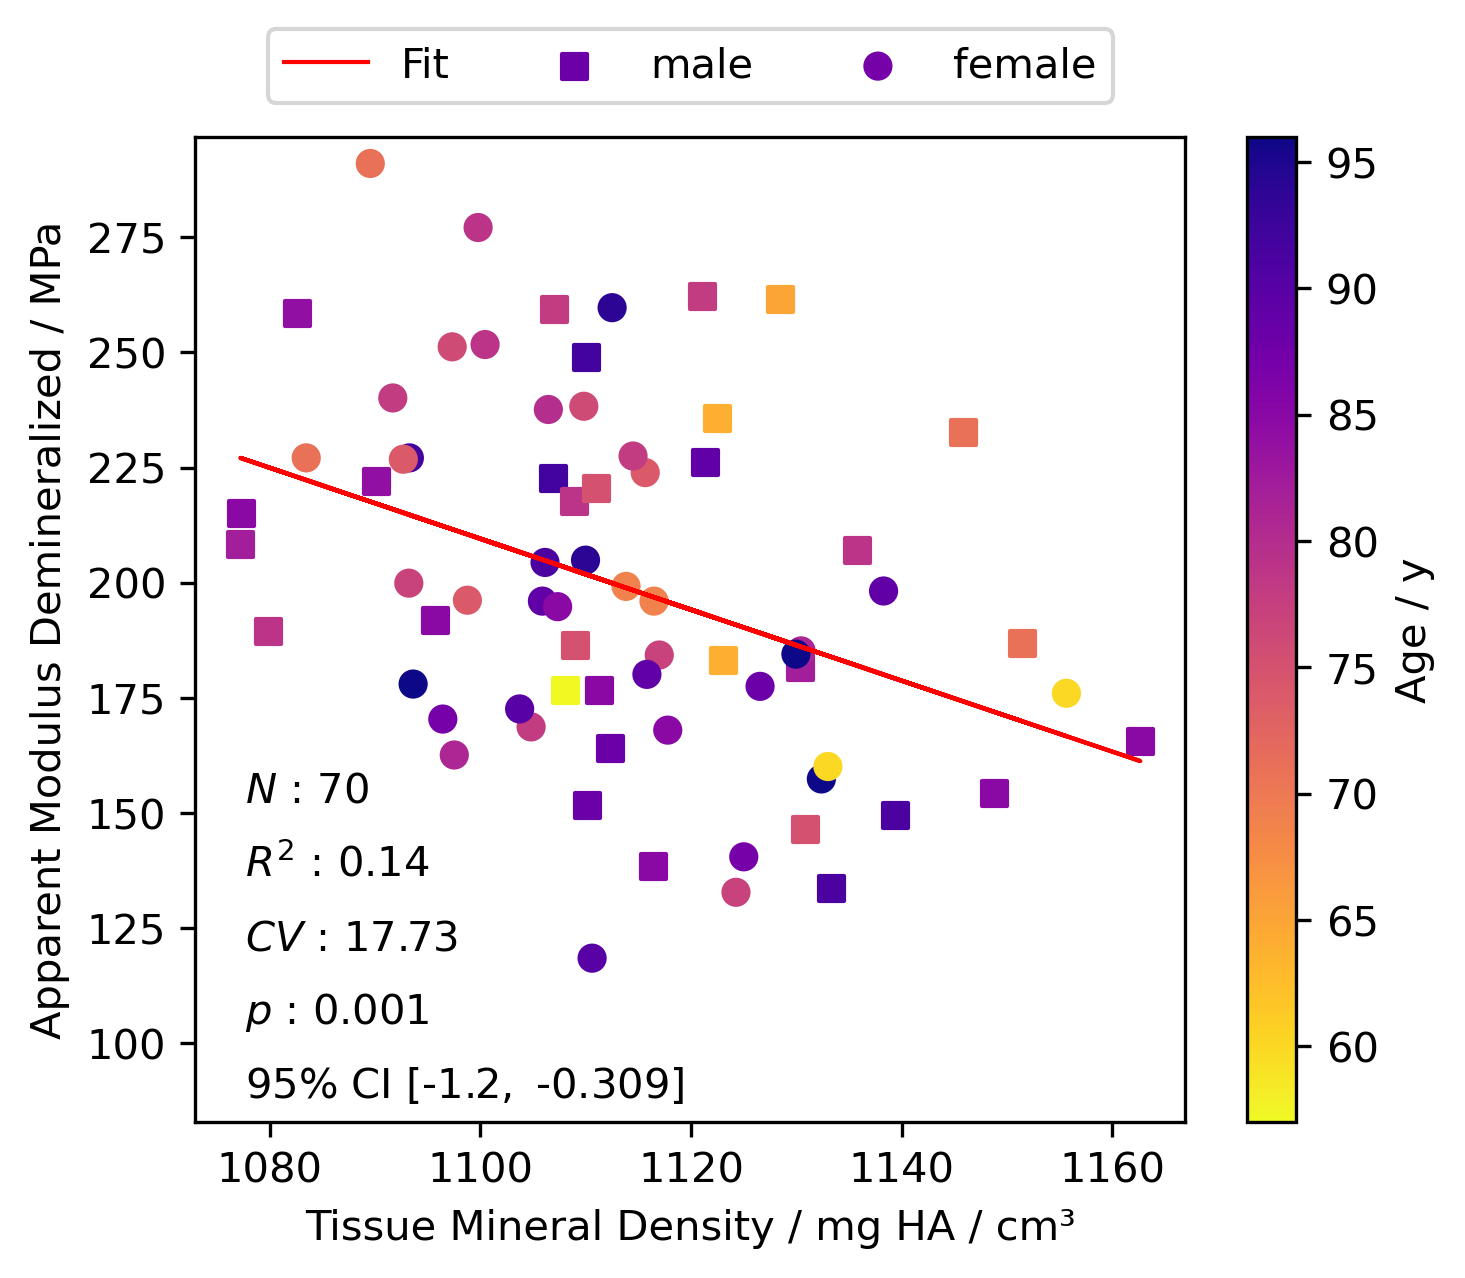 Fit male female
275
250
225
200
175
150
125
100
Apparent Modulus Demineralized / MPa
N : 70
R² : 0.14
CV : 17.73
p : 0.001
95% CI [-1.2, -0.309]
1080 1100 1120 1140 1160
Tissue Mineral Density / mg HA / cm³
95
90
85
80
75
70
65
60
Age / y